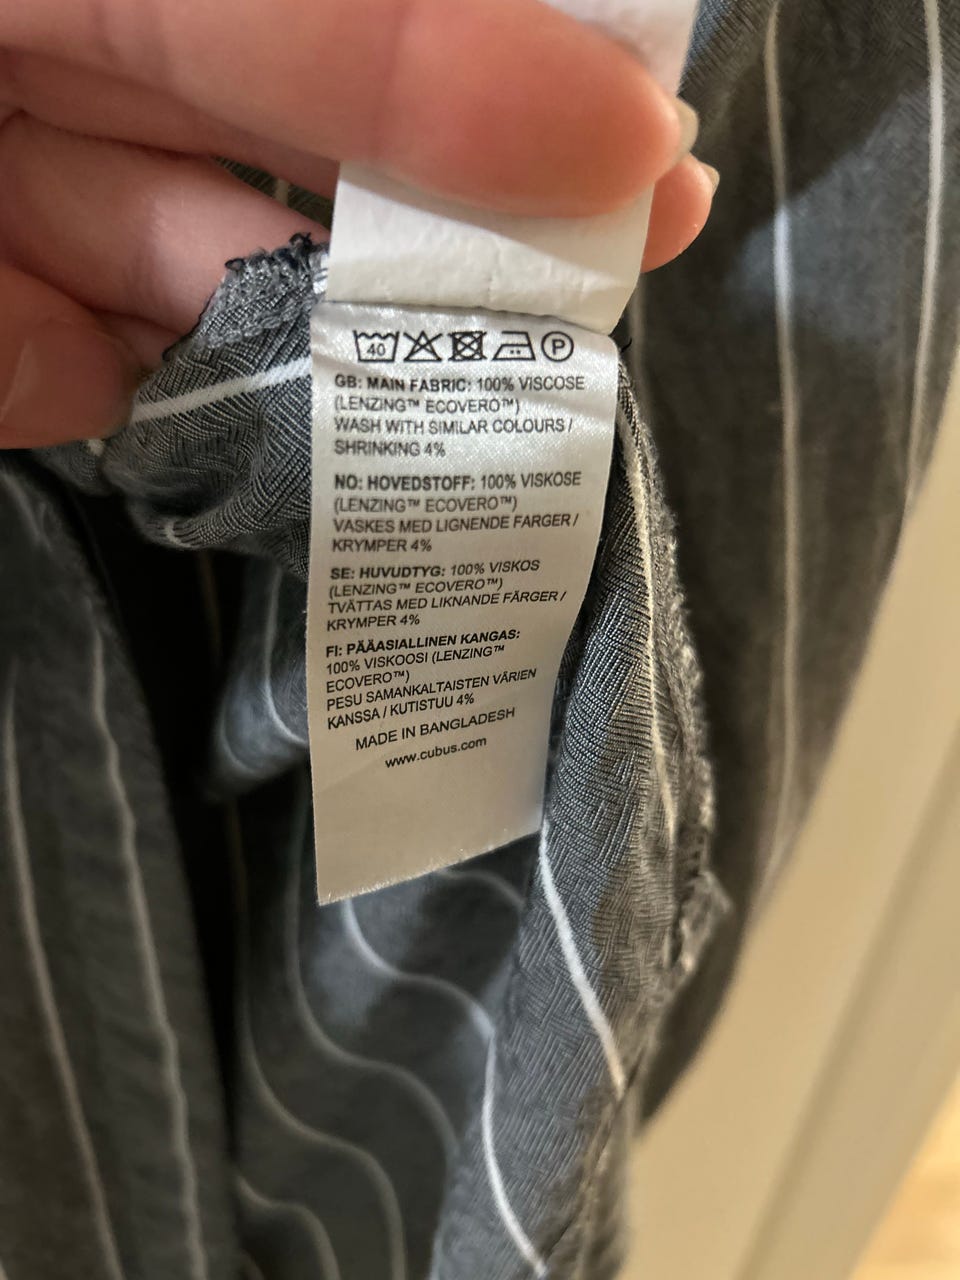 40 P
GB: MAIN FABRIC: 100% VISCOSE
(LENZING™ ECOVERO™)
WASH WITH SIMILAR COLOURS /
SHRINKING 4%
NO: HOVEDSTOFF: 100% VISKOSE
(LENZING™ ECOVERO™)
VASKES MED LIGNENDE FARGER /
KRYMPER 4%
SE: HUVUDTYG: 100% VISKOS
(LENZING™ ECOVERO™)
TVÄTTAS MED LIKNANDE FÄRGER /
KRYMPER 4%
FI: PÄÄASIALLINEN KANGAS:
100% VISKOOSI (LENZING™
ECOVERO™)
PESU SAMANKALTAISTEN VÄRIEN
KANSSA / KUTISTUU 4%
MADE IN BANGLADESH
www.cubus.com